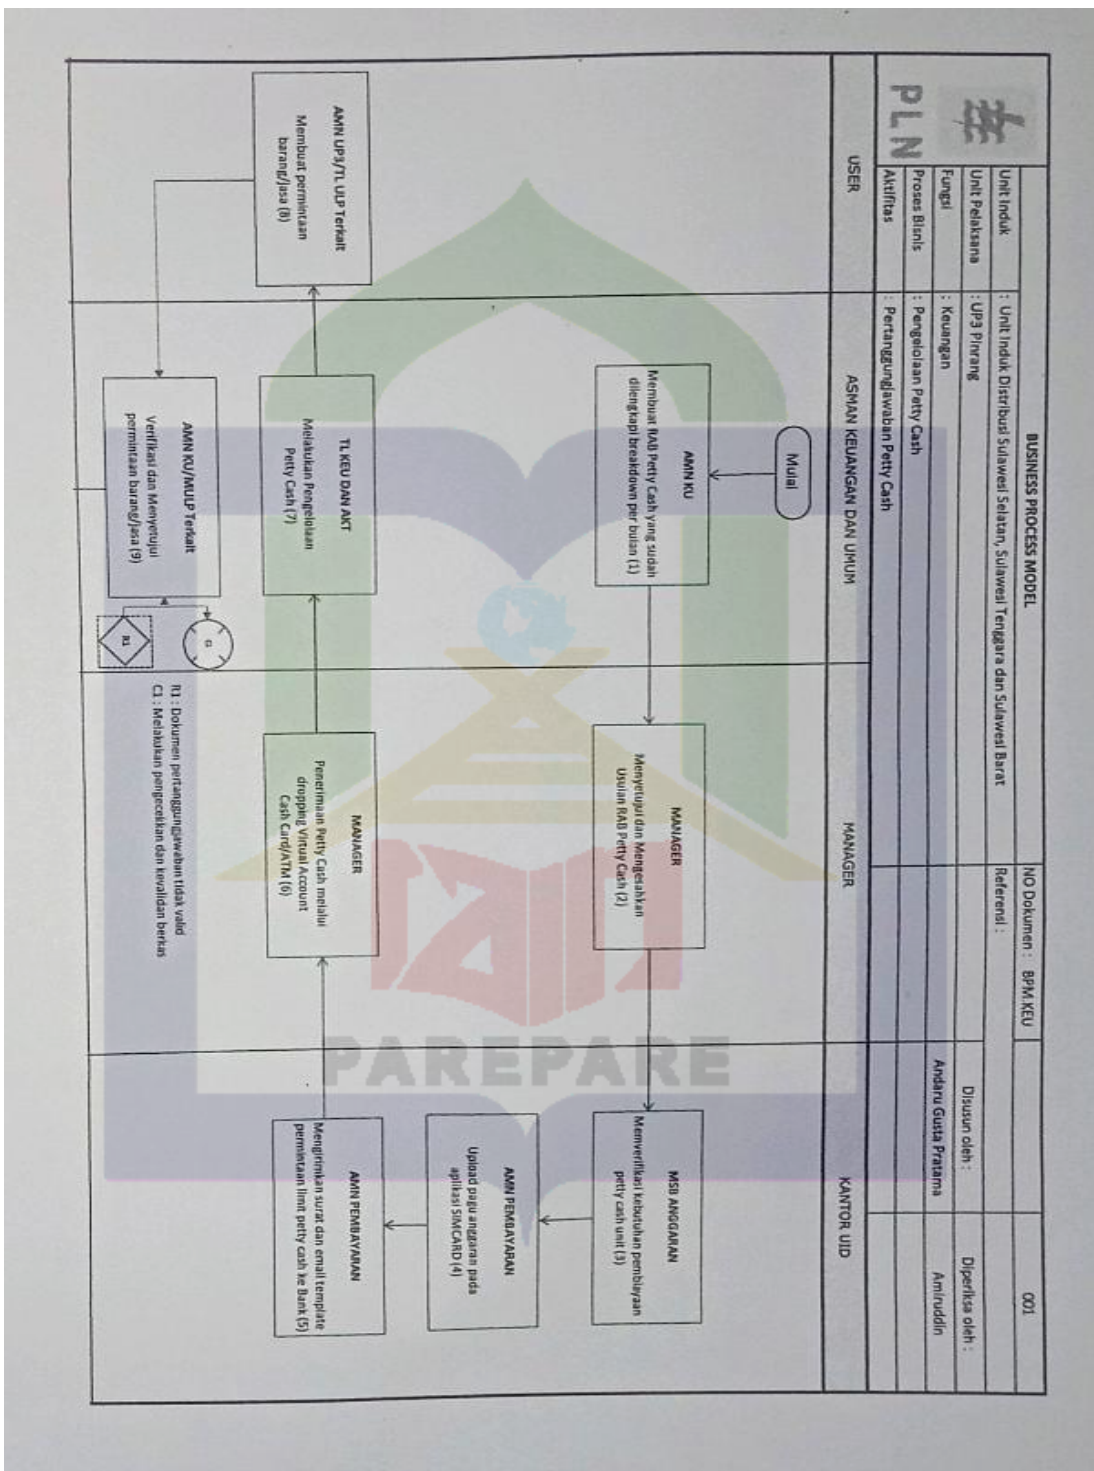 PLN
BUSINESS PROCESS MODEL
NO Dokumen : BPM.KEU
001
Unit Induk : Unit Induk Distribusi Sulawesi Selatan, Sulawesi Tenggara dan Sulawesi Barat
Referensi :
Unit Pelaksana : UP3 Pinrang
Disusun oleh :
Diperiksa oleh :
Fungsi : Keuangan
Andaru Gusta Pratama
Amiruddin
Proses Bisnis : Pengelolaan Petty Cash
Aktifitas : Pertanggungjawaban Petty Cash
USER
ASMAN KEUANGAN DAN UMUM
MANAGER
KANTOR UID
Mulai
AMN KU
Membuat RAB Petty Cash yang sudah
dilengkapi breakdown per bulan (1)
MANAGER
Menyetujui dan Mengesahkan
Usulan RAB Petty Cash (2)
MSB ANGGARAN
Memverifikasi kebutuhan pembiayaan
petty cash unit (3)
AMN PEMBAYARAN
Upload pagu anggaran pada
aplikasi SIMCARD (4)
AMN PEMBAYARAN
Mengirimkan surat dan email template
permintaan limit petty cash ke Bank (5)
MANAGER
Penerimaan Petty Cash melalui
dropping Virtual Account
Cash Card/ATM (6)
TL KEU DAN AKT
Melakukan Pengelolaan
Petty Cash (7)
AMN UP3/TL ULP Terkait
Membuat permintaan
barang/jasa (8)
AMN KU/MULP Terkait
Verifikasi dan Menyetujui
permintaan barang/jasa (9)
C1
R1
R1 : Dokumen pertanggungjawaban tidak valid
C1 : Melakukan pengecekkan dan kevalidan berkas
PAREPARE